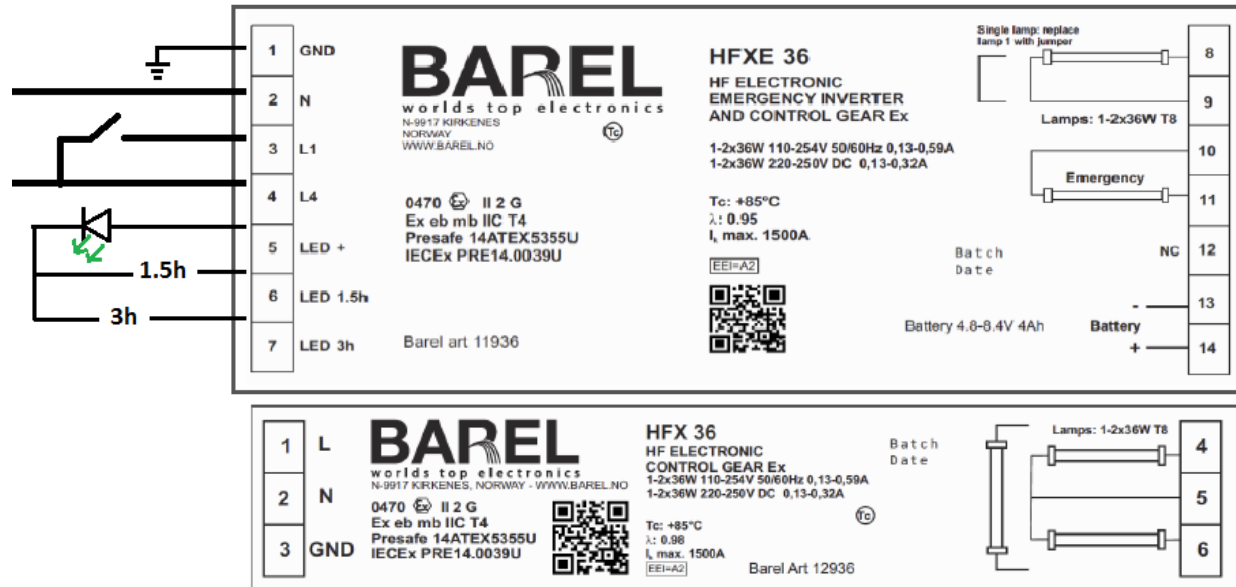 1 GND
2 N
3 L1
4 L4
5 LED +
6 LED 1.5h
7 LED 3h
1.5h
3h
BAREL
worlds top electronics
N-9917 KIRKENES
NORWAY
WWW.BAREL.NO
Tc
0470 Ex II 2 G
Ex eb mb IIC T4
Presafe 14ATEX5355U
IECEx PRE14.0039U
Barel art 11936
HFXE 36
HF ELECTRONIC
EMERGENCY INVERTER
AND CONTROL GEAR Ex
1-2x36W 110-254V 50/60Hz 0,13-0,59A
1-2x36W 220-250V DC 0,13-0,32A
Tc: +85°C
λ: 0.95
I, max. 1500A
EEI=A2
Batch
Date
Battery 4.8-8.4V 4Ah
Single lamp: replace
lamp 1 with jumper
Lamps: 1-2x36W T8
Emergency
NC
-
Battery
+
8
9
10
11
12
13
14
1 L
2 N
3 GND
BAREL
worlds top electronics
N-9917 KIRKENES, NORWAY - WWW.BAREL.NO
0470 Ex II 2 G
Ex eb mb IIC T4
Presafe 14ATEX5355U
IECEx PRE14.0039U
HFX 36
HF ELECTRONIC
CONTROL GEAR Ex
1-2x36W 110-254V 50/60Hz 0,13-0,59A
1-2x36W 220-250V DC 0,13-0,32A
Tc
Tc: +85°C
λ: 0.98
I, max. 1500A
EEI=A2
Barel Art 12936
Batch
Date
Lamps: 1-2x36W T8
4
5
6